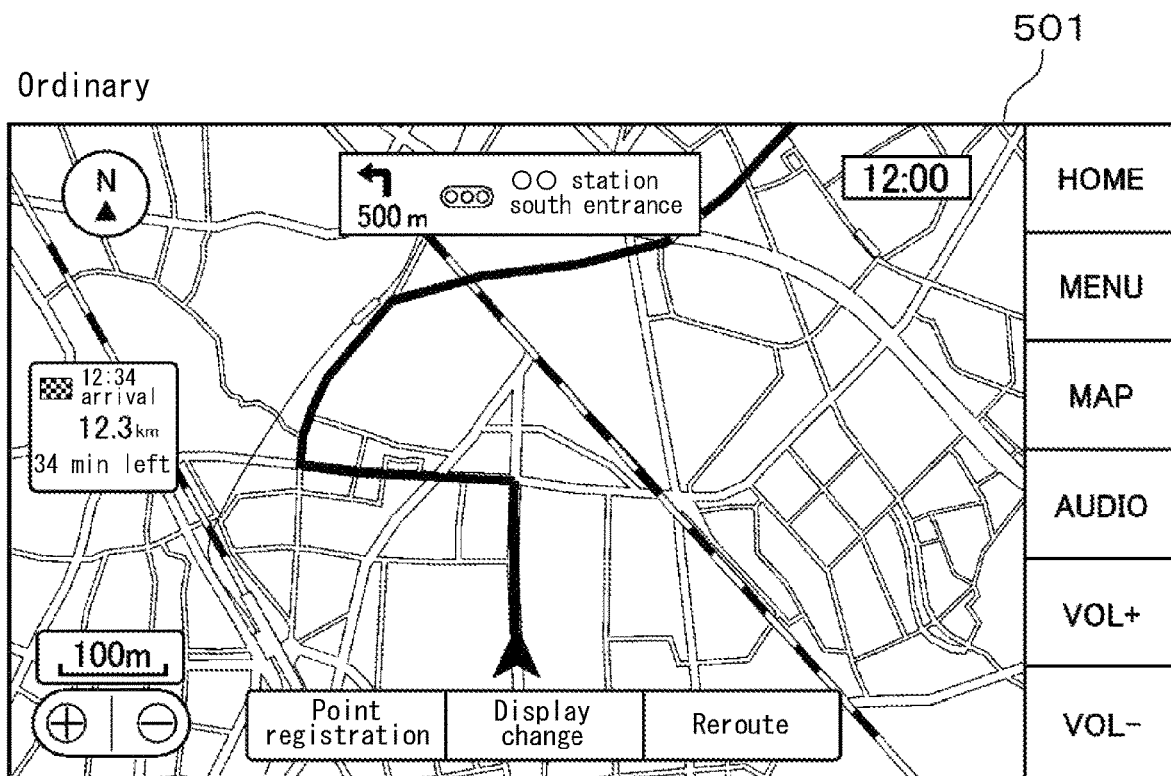 501
Ordinary
N
500 m
○○ station
south entrance
12:00
HOME
MENU
MAP
AUDIO
VOL+
VOL-
12:34
arrival
12.3km
34 min left
100m
Point
registration
Display
change
Reroute